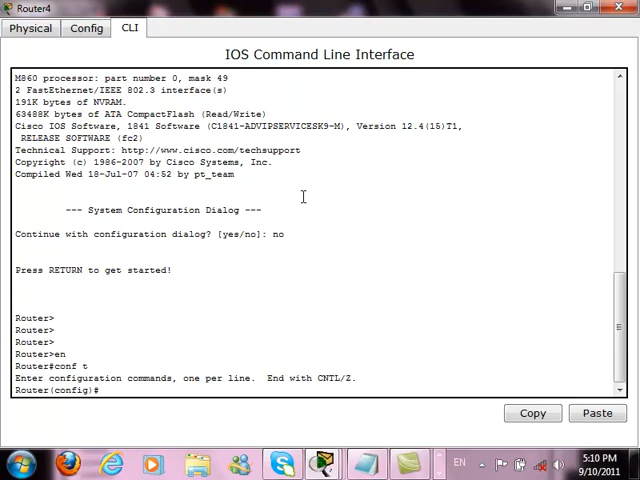 Router4
Physical
Config
CLI
IOS Command Line Interface
M860 processor: part number 0, mask 49
2 FastEthernet/IEEE 802.3 interface(s)
191K bytes of NVRAM.
63488K bytes of ATA CompactFlash (Read/Write)
Cisco IOS Software, 1841 Software (C1841-ADVIPSERVICESK9-M), Version 12.4(15)T1,
RELEASE SOFTWARE (fc2)
Technical Support: http://www.cisco.com/techsupport
Copyright (c) 1986-2007 by Cisco Systems, Inc.
Compiled Wed 18-Jul-07 04:52 by pt_team
--- System Configuration Dialog ---
Continue with configuration dialog? [yes/no]: no
Press RETURN to get started!
Router>
Router>
Router>
Router>en
Router#conf t
Enter configuration commands, one per line.  End with CNTL/Z.
Router(config)#
Copy
Paste
EN
5:10 PM
9/10/2011